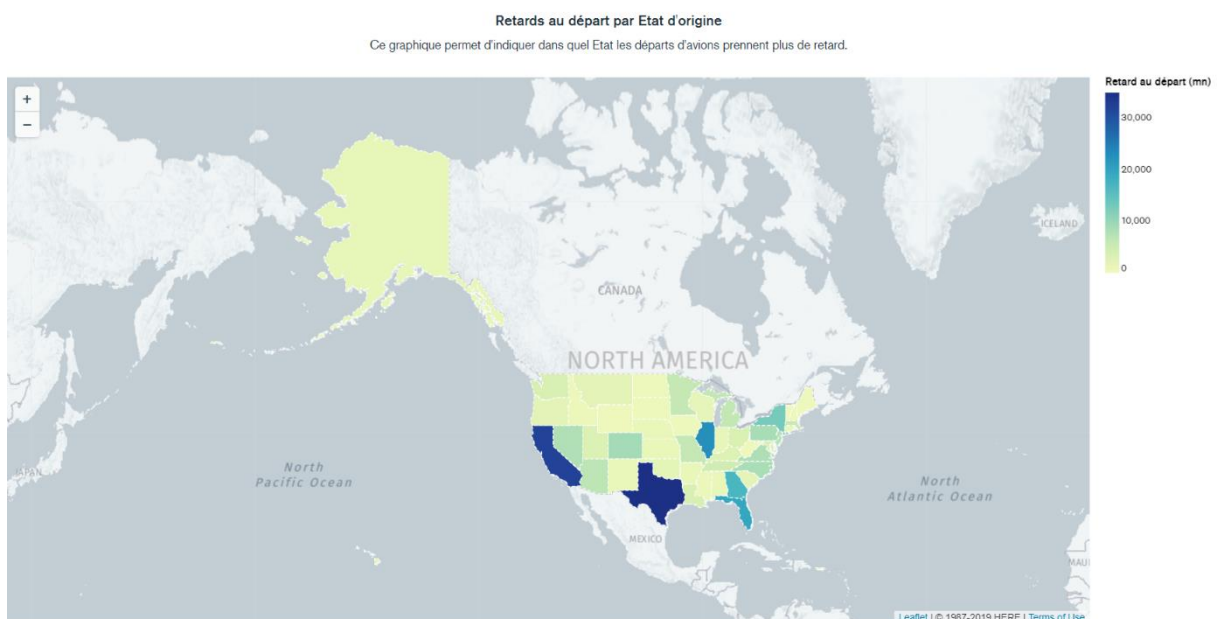 Retards au départ par Etat d'origine
Ce graphique permet d'indiquer dans quel Etat les départs d'avions prennent plus de retard.
Retard au départ (mn)
+
−
30,000
20,000
10,000
0
ICELAND
CANADA
NORTH AMERICA
JAPAN
North
Pacific Ocean
North
Atlantic Ocean
MEXICO
MAU
Leaflet | © 1987-2019 HERE | Terms of Use